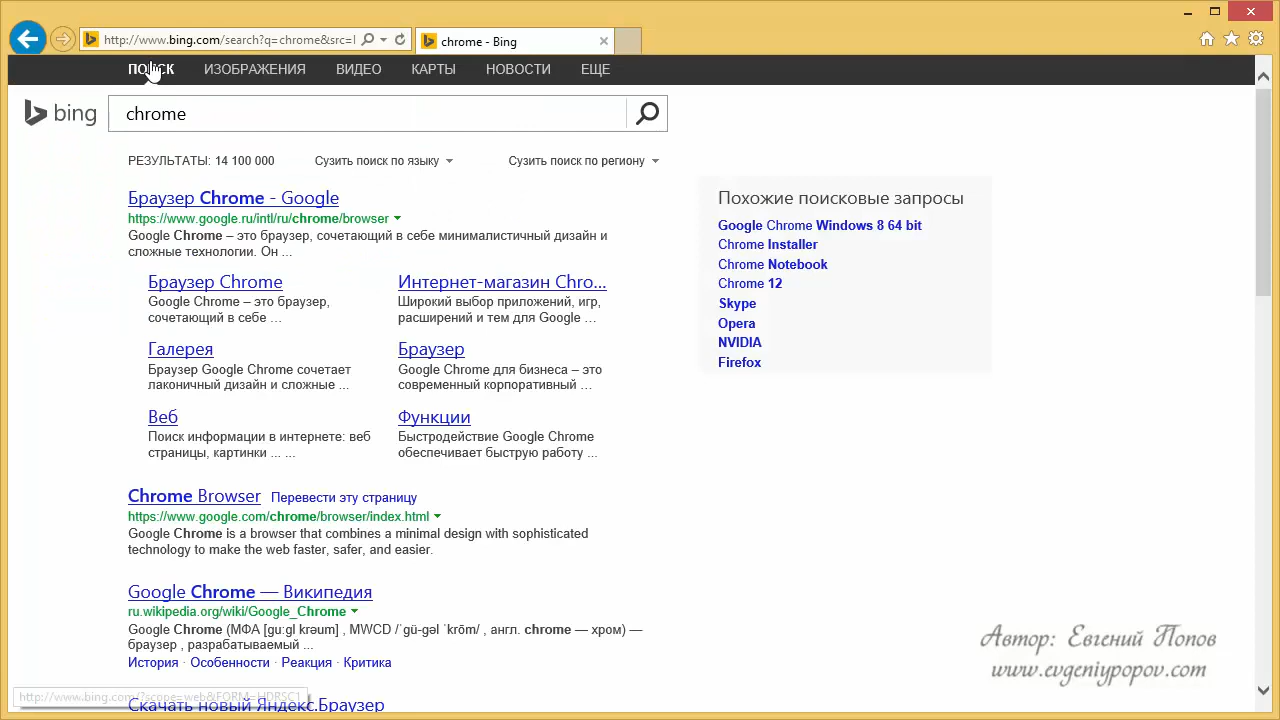 http://www.bing.com/search?q=chrome&src=I
chrome - Bing
ПОИСК ИЗОБРАЖЕНИЯ ВИДЕО КАРТЫ НОВОСТИ ЕЩЕ
bing
chrome
РЕЗУЛЬТАТЫ: 14 100 000 Сузить поиск по языку Сузить поиск по региону
Браузер Chrome - Google
https://www.google.ru/intl/ru/chrome/browser
Google Chrome – это браузер, сочетающий в себе минималистичный дизайн и
сложные технологии. Он ...
Браузер Chrome
Google Chrome – это браузер,
сочетающий в себе ...
Интернет-магазин Chro...
Широкий выбор приложений, игр,
расширений и тем для Google ...
Галерея
Браузер Google Chrome сочетает
лаконичный дизайн и сложные ...
Браузер
Google Chrome для бизнеса – это
современный корпоративный ...
Веб
Поиск информации в интернете: веб
страницы, картинки ... ...
Функции
Быстродействие Google Chrome
обеспечивает быструю работу ...
Chrome Browser Перевести эту страницу
https://www.google.com/chrome/browser/index.html
Google Chrome is a browser that combines a minimal design with sophisticated
technology to make the web faster, safer, and easier.
Google Chrome — Википедия
ru.wikipedia.org/wiki/Google_Chrome
Google Chrome (МФА [gu:gl krəum] , MWCD /ˈgü-gəl ˈkrōm/ , англ. chrome — хром) —
браузер , разрабатываемый ...
История · Особенности · Реакция · Критика
Скачать новый Яндекс.Браузер
Похожие поисковые запросы
Google Chrome Windows 8 64 bit
Chrome Installer
Chrome Notebook
Chrome 12
Skype
Opera
NVIDIA
Firefox
Автор: Евгений Попов
www.evgeniypopov.com
http://www.bing.com/?scope=web&FORM=HDRSC1